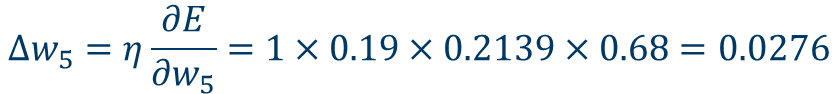 Δw₅ = η ∂E/∂w₅ = 1 × 0.19 × 0.2139 × 0.68 = 0.0276